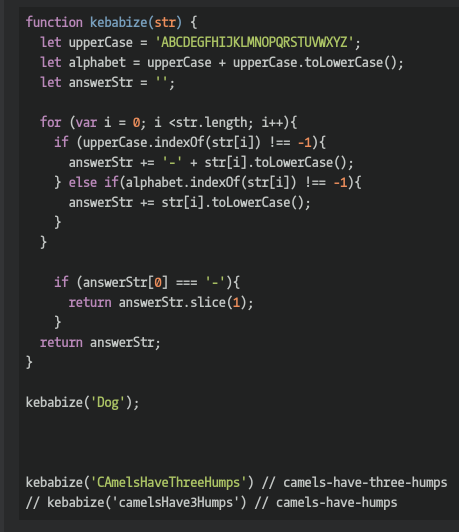 function kebabize(str) {
  let upperCase = 'ABCDEGFHIJKLMNOPQRSTUVWXYZ';
  let alphabet = upperCase + upperCase.toLowerCase();
  let answerStr = '';
  for (var i = 0; i <str.length; i++){
    if (upperCase.indexOf(str[i]) !== -1){
      answerStr += '-' + str[i].toLowerCase();
    } else if(alphabet.indexOf(str[i]) !== -1){
      answerStr += str[i].toLowerCase();
    }
  }
    if (answerStr[0] === '-'){
      return answerStr.slice(1);
    }
  return answerStr;
}
kebabize('Dog');
kebabize('CAmelsHaveThreeHumps') // camels-have-three-humps
// kebabize('camelsHave3Humps') // camels-have-humps